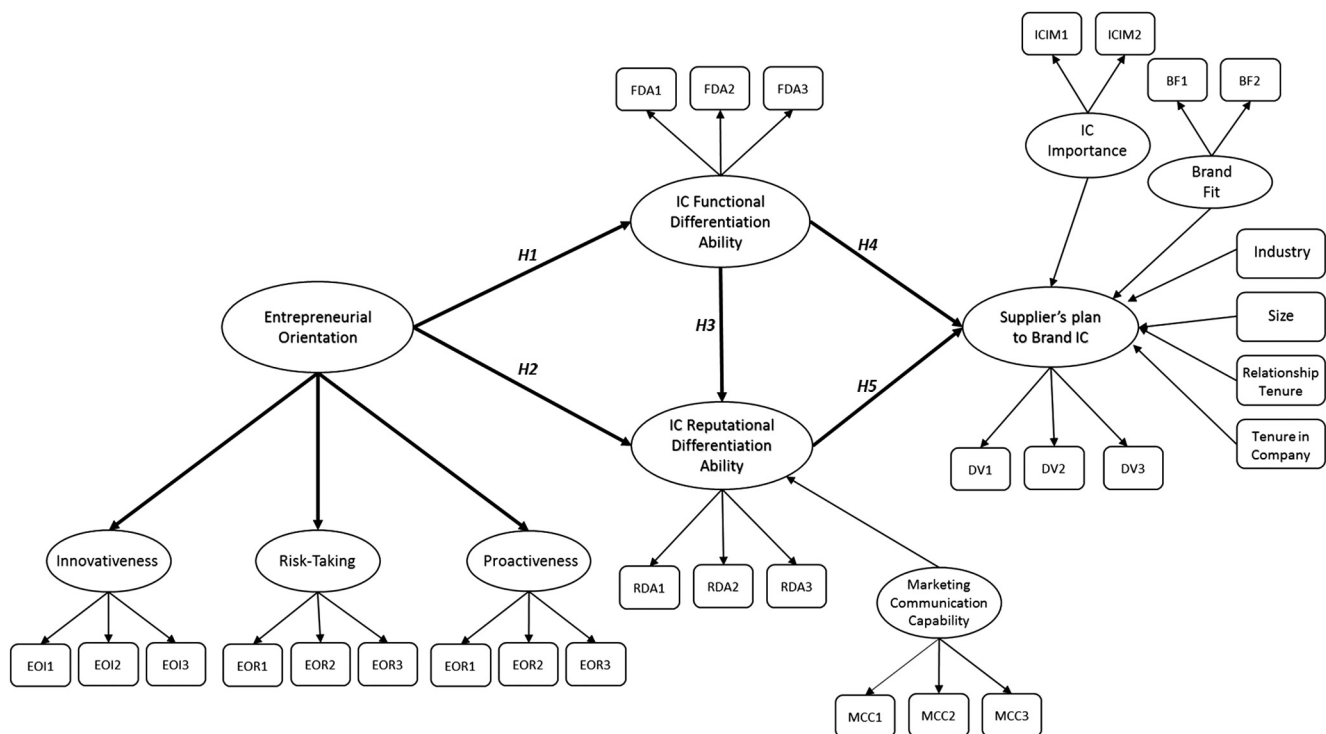 ICIM1
ICIM2
FDA1
FDA2
FDA3
BF1
BF2
IC
Importance
Brand
Fit
IC Functional
Differentiation
Ability
H1
H4
Industry
Entrepreneurial
Orientation
H3
Supplier's plan
to Brand IC
Size
H2
H5
Relationship
Tenure
IC Reputational
Differentiation
Ability
Tenure in
Company
DV1
DV2
DV3
Innovativeness
Risk-Taking
Proactiveness
RDA1
RDA2
RDA3
Marketing
Communication
Capability
EOI1
EOI2
EOI3
EOR1
EOR2
EOR3
EOR1
EOR2
EOR3
MCC1
MCC2
MCC3